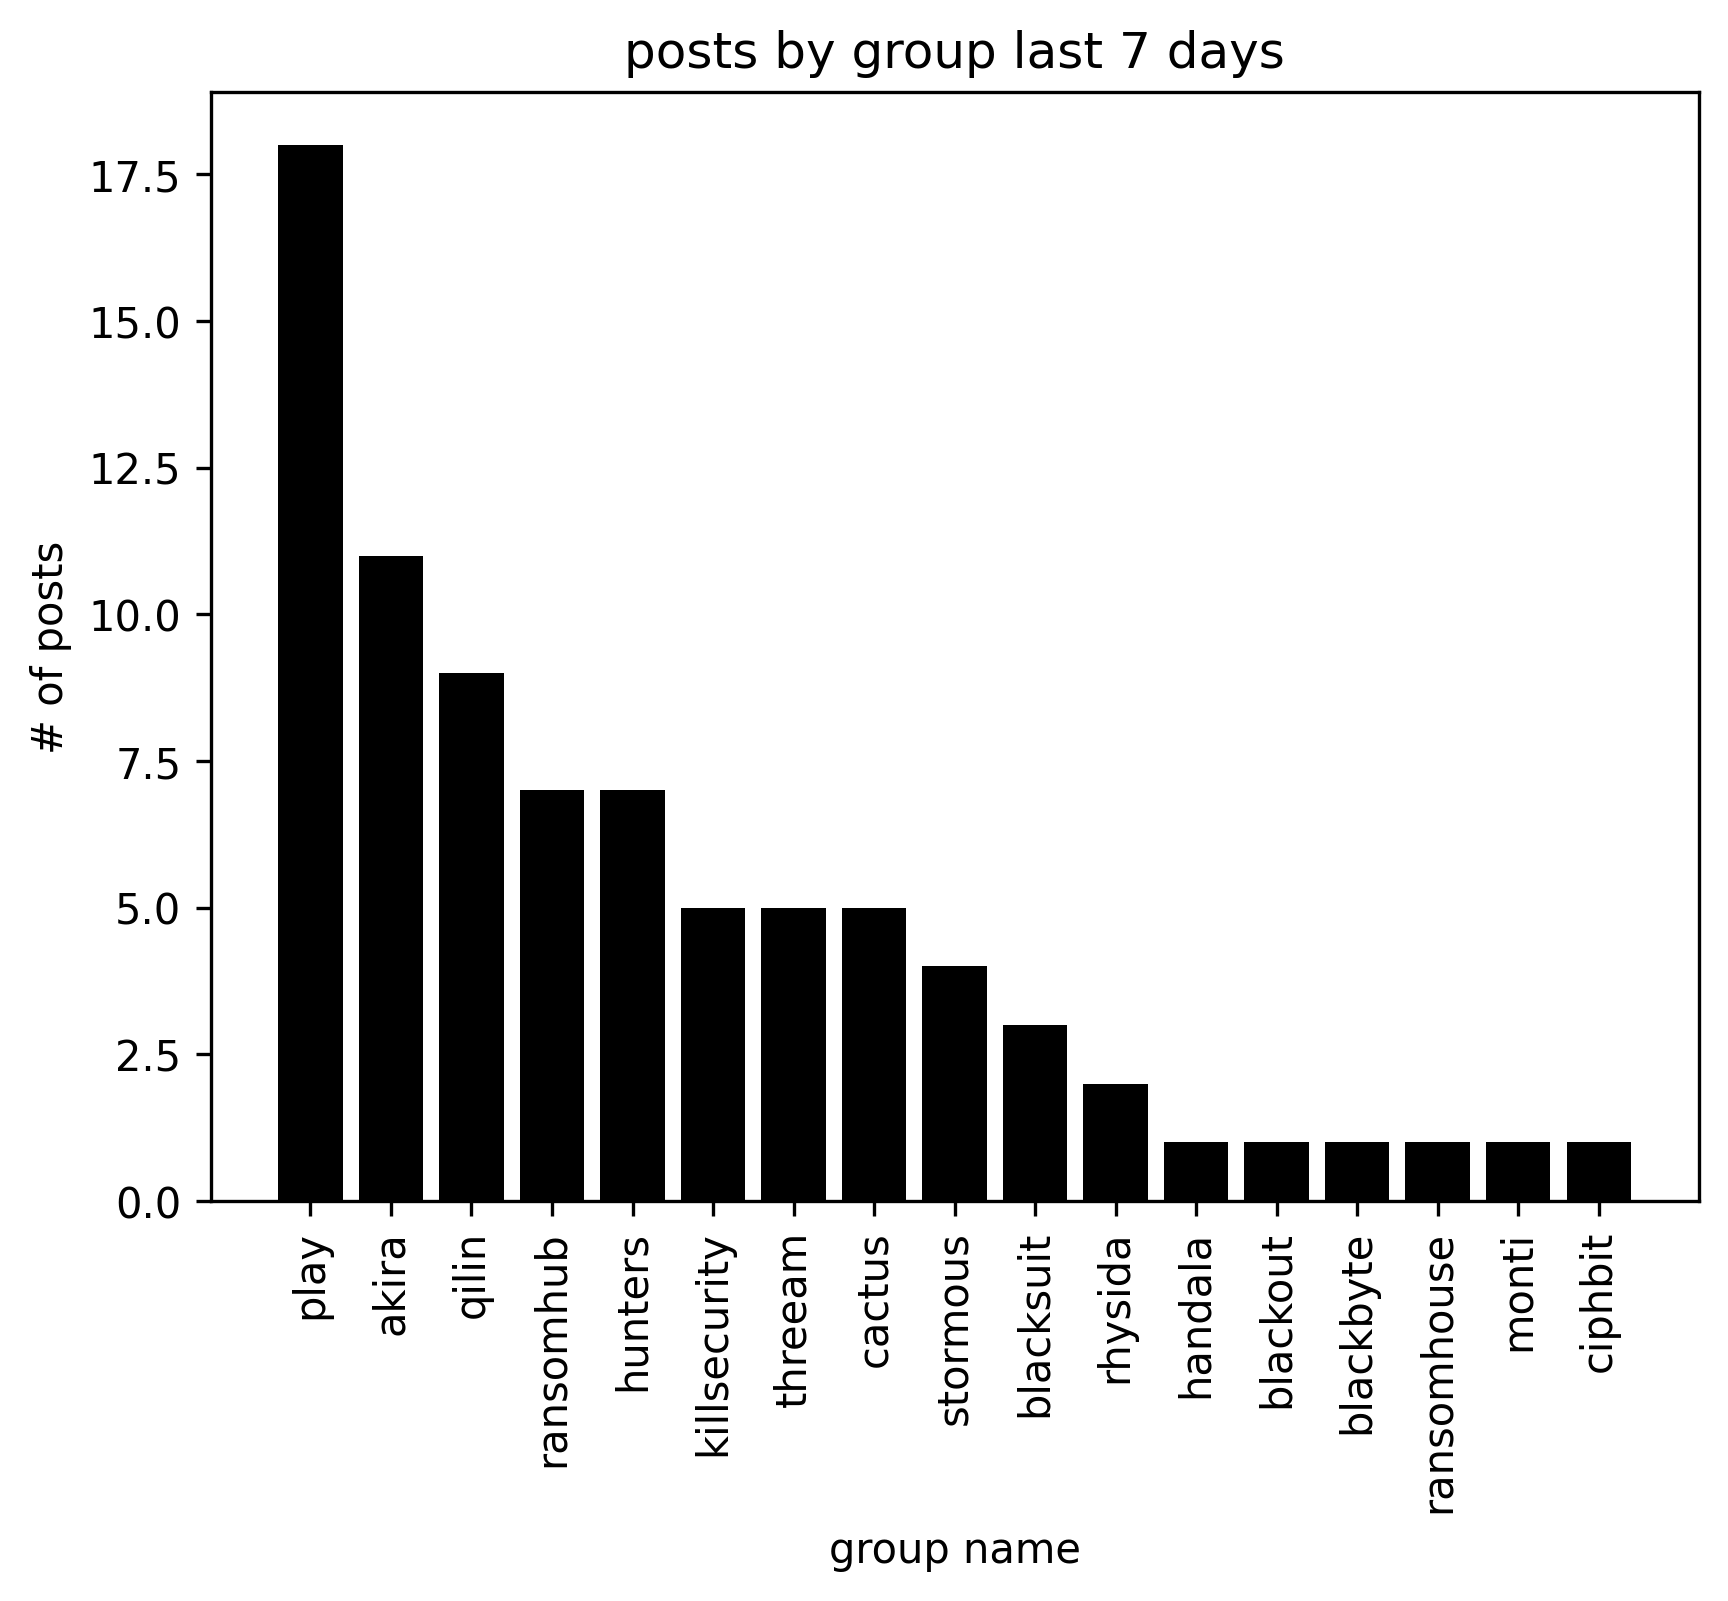 posts by group last 7 days
# of posts
17.5
15.0
12.5
10.0
7.5
5.0
2.5
0.0
play
akira
qilin
ransomhub
hunters
killsecurity
threeam
cactus
stormous
blacksuit
rhysida
handala
blackout
blackbyte
ransomhouse
monti
ciphbit
group name